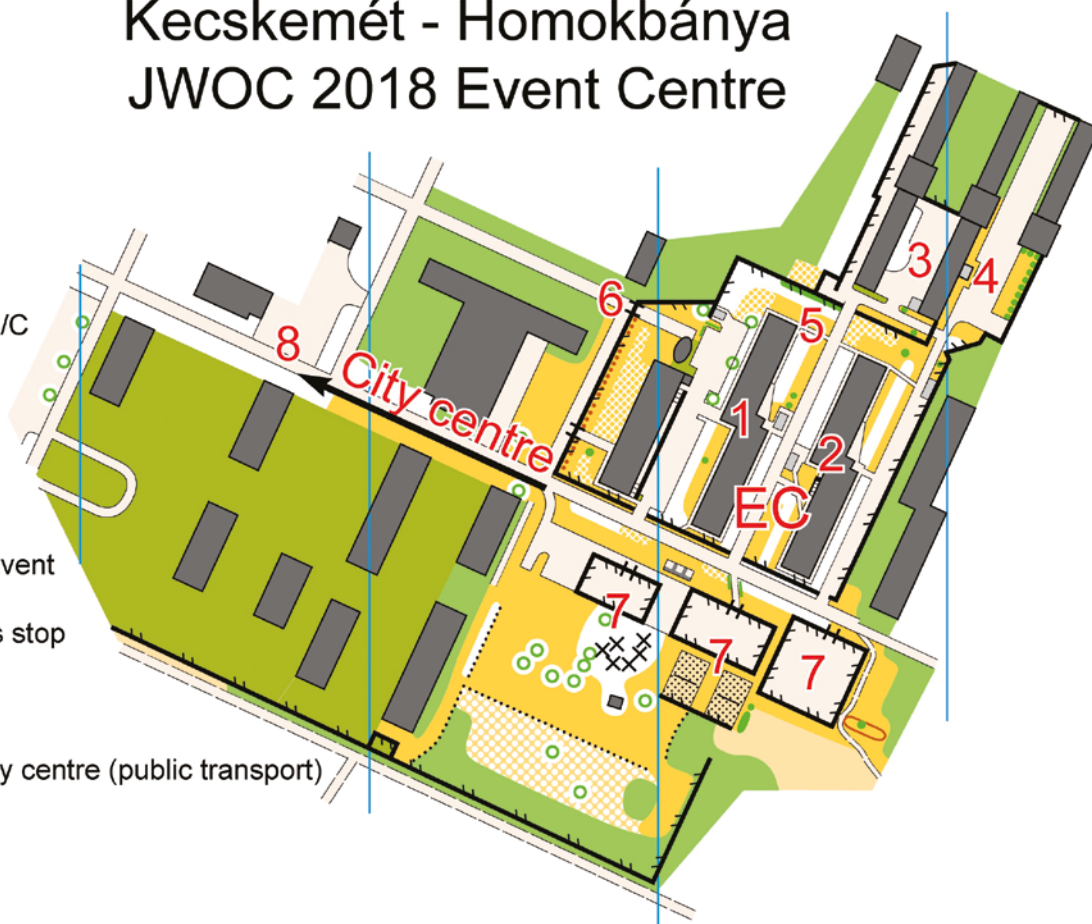 Kecskemét - Homokbánya
JWOC 2018 Event Centre
3
4
6
5
/C
8
City centre
1
2
EC
vent
7
s stop
7
7
y centre (public transport)